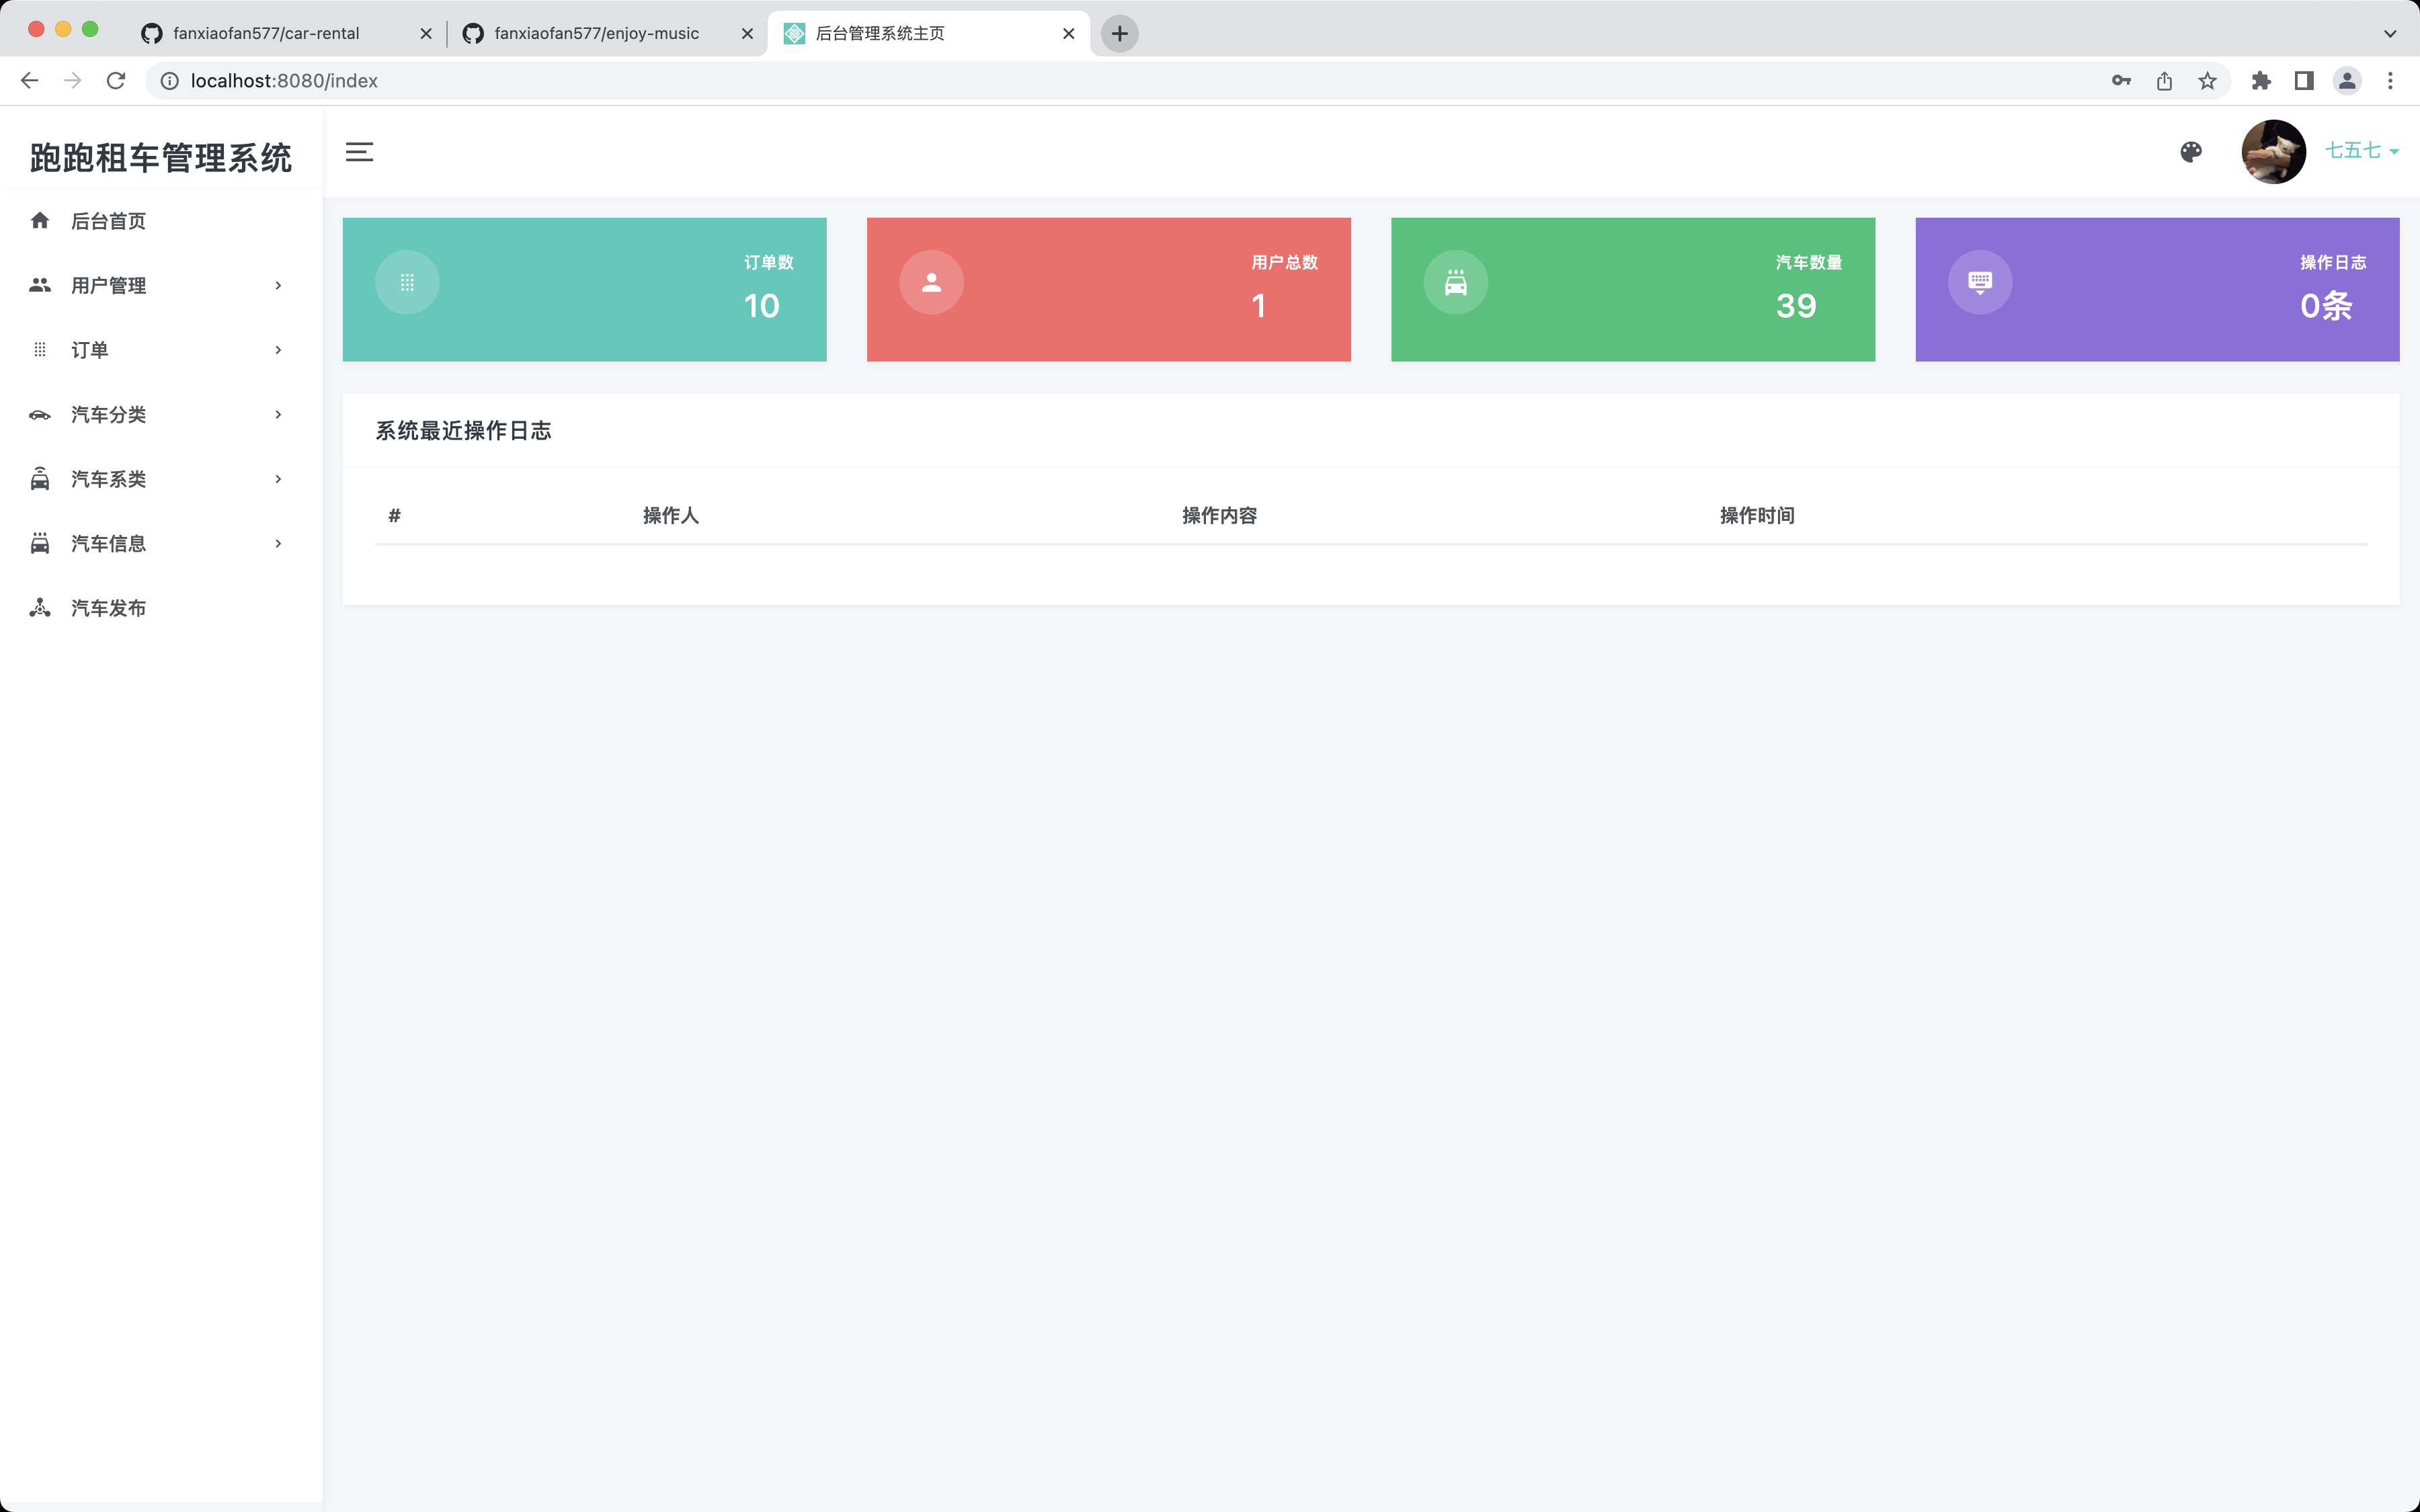 fanxiaofan577/car-rental
fanxiaofan577/enjoy-music
后台管理系统主页
localhost:8080/index
跑跑租车管理系统
七五七
后台首页
用户管理
订单
汽车分类
汽车系类
汽车信息
汽车发布
订单数
10
用户总数
1
汽车数量
39
操作日志
0条
系统最近操作日志
# 操作人 操作内容 操作时间